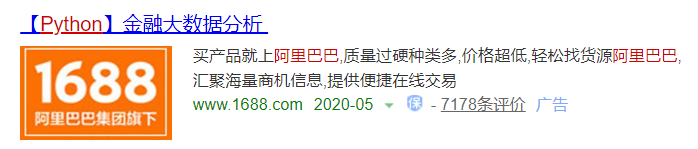 【Python】金融大数据分析
1688
阿里巴巴集团旗下
买产品就上阿里巴巴,质量过硬种类多,价格超低,轻松找货源阿里巴巴,
汇聚海量商机信息,提供便捷在线交易
www.1688.com 2020-05 保 - 7178条评价 广告